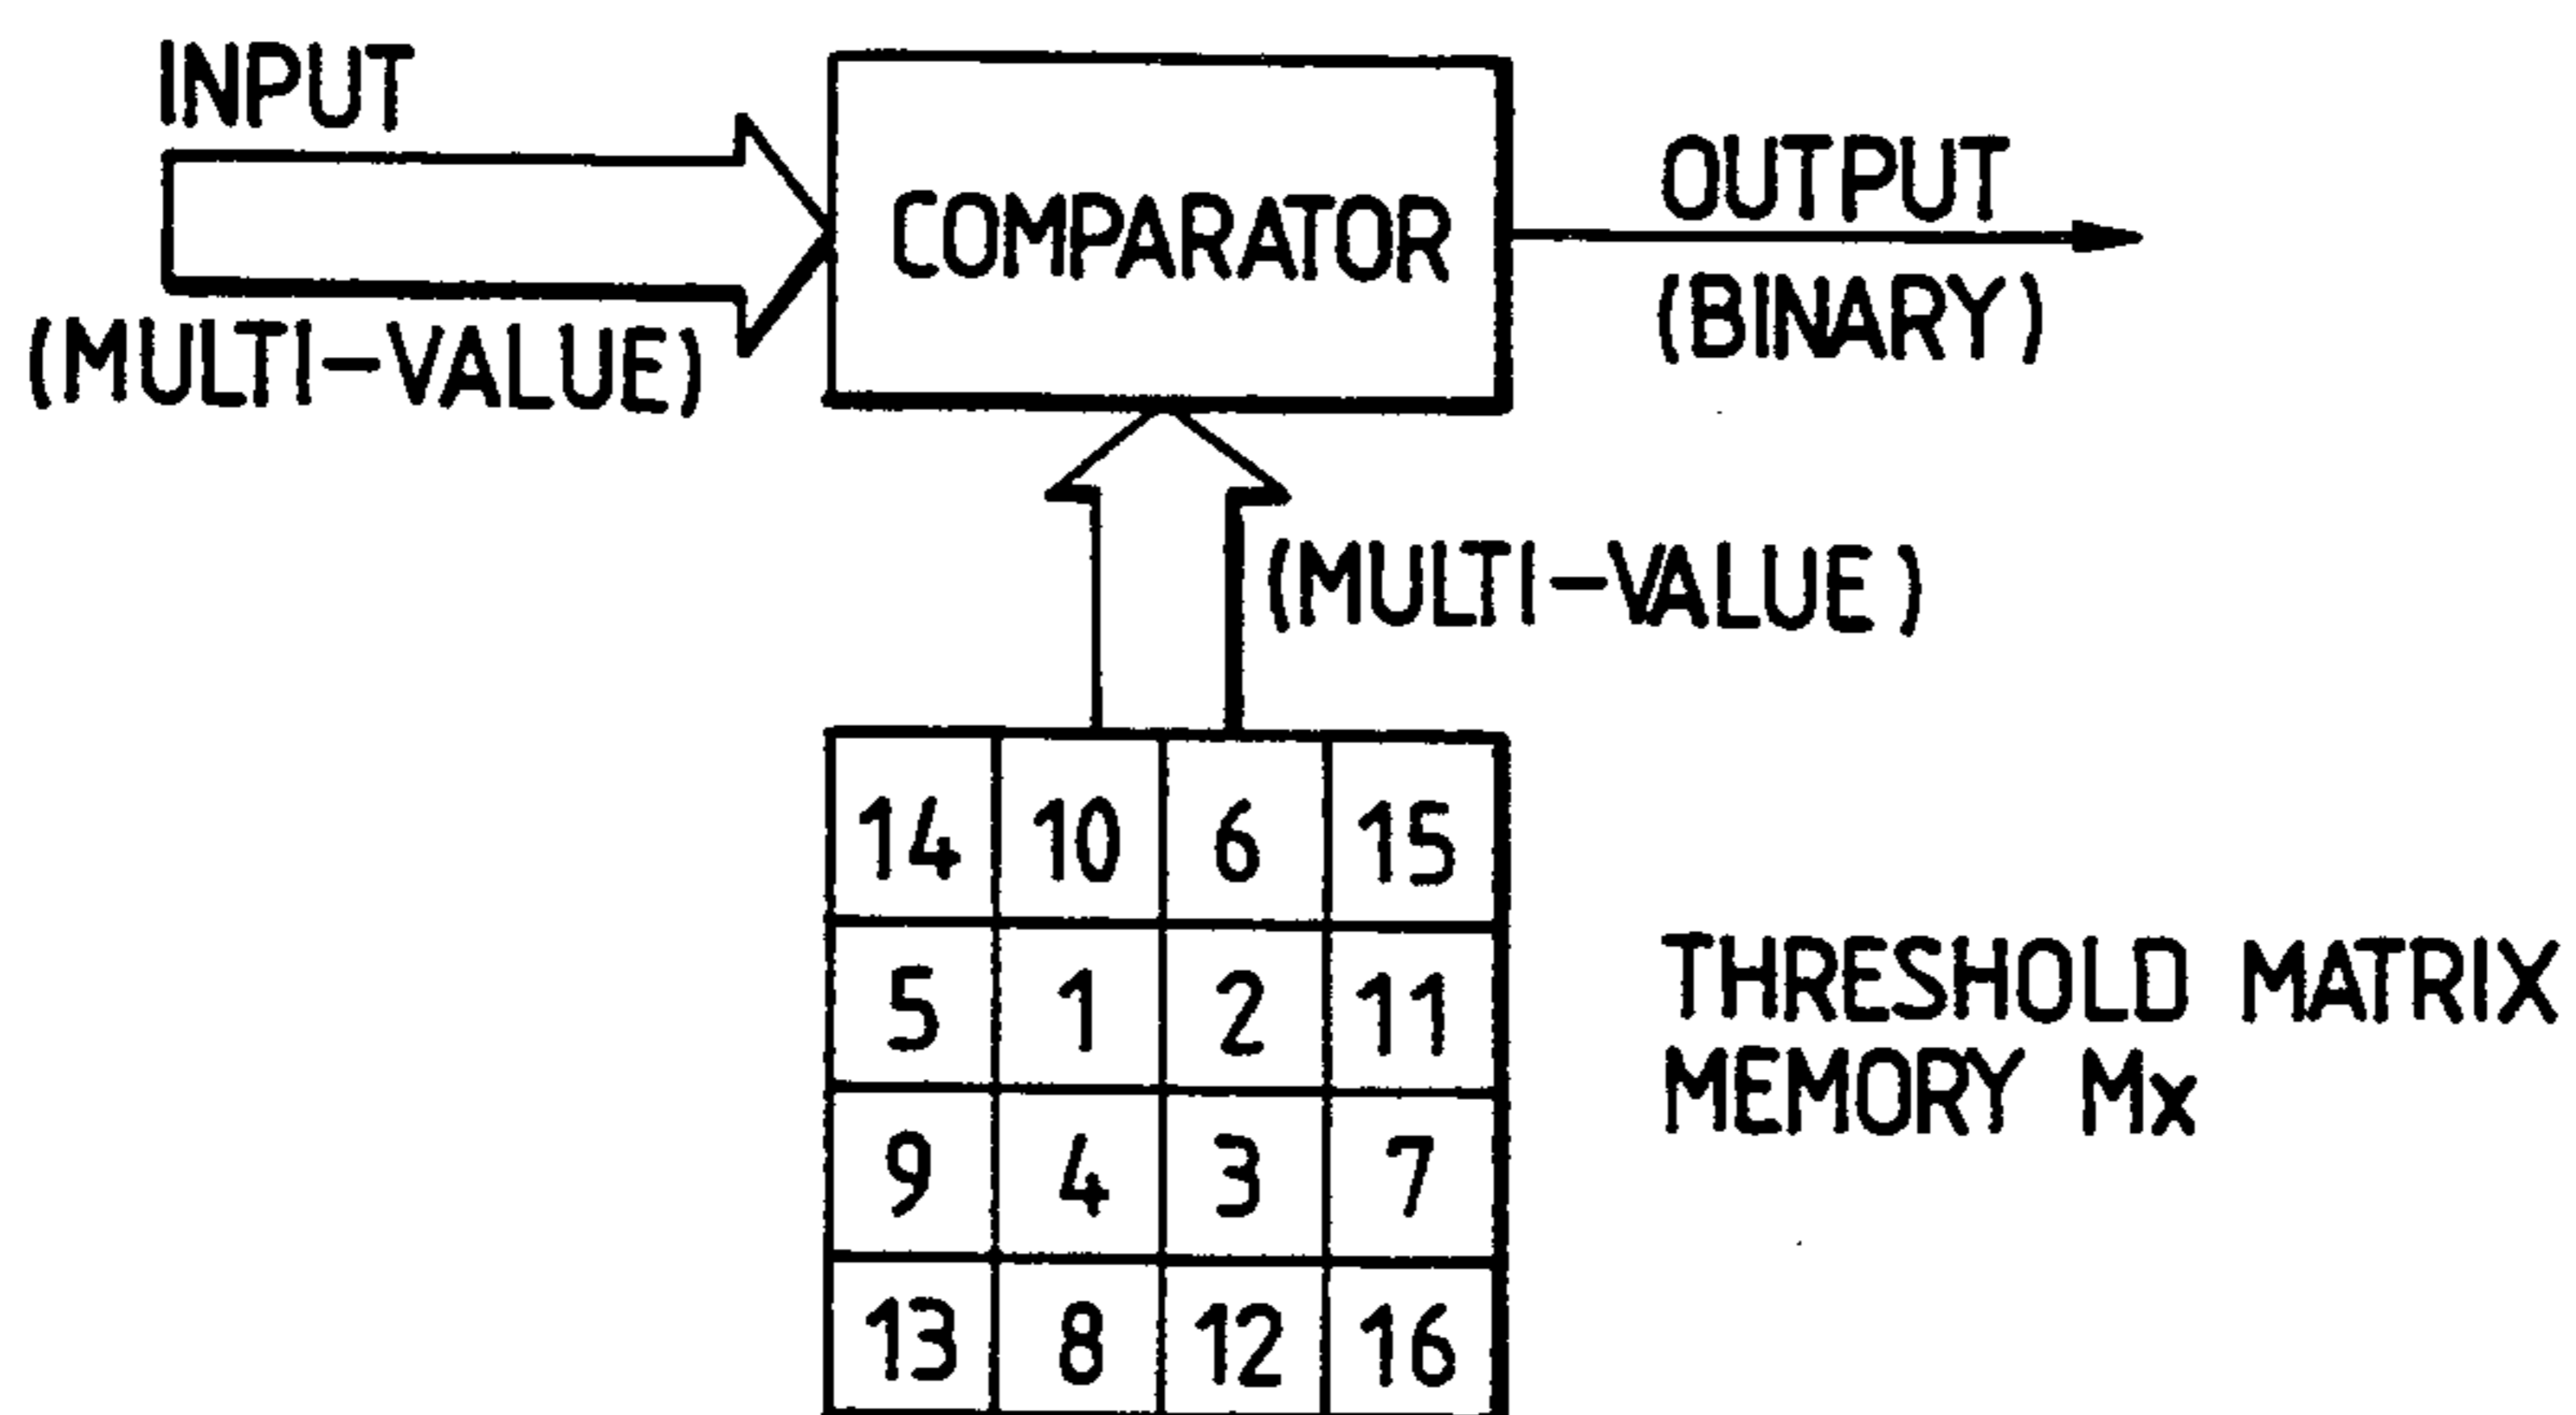 INPUT
(MULTI-VALUE)
COMPARATOR
OUTPUT
(BINARY)
(MULTI-VALUE)
14 10 6 15
5 1 2 11
9 4 3 7
13 8 12 16
THRESHOLD MATRIX
MEMORY Mx